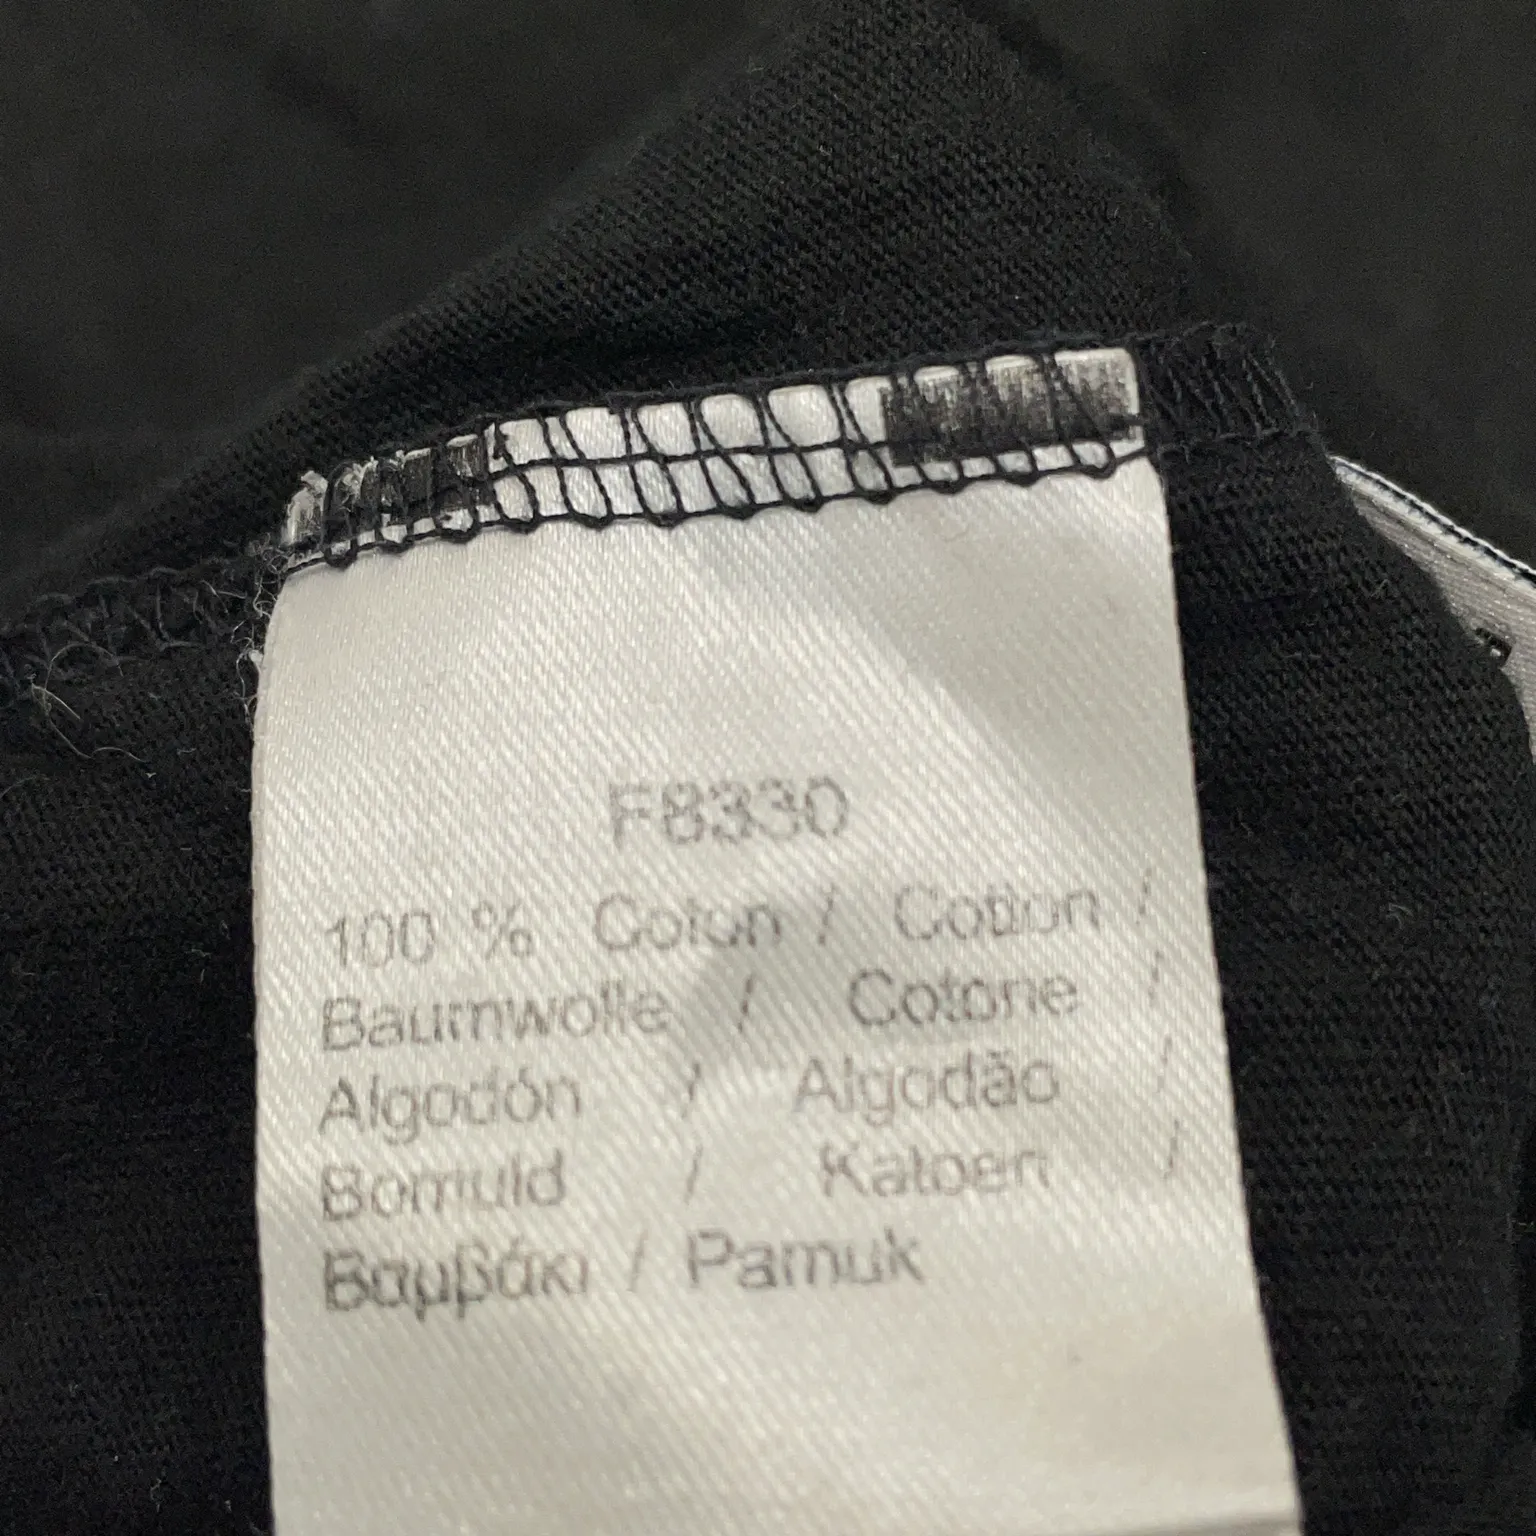 F8330
100 % Coton / Cotton /
Baumwolle / Cotone /
Algodón / Algodão /
Bomuld / Katoen /
Βαμβάκι / Pamuk